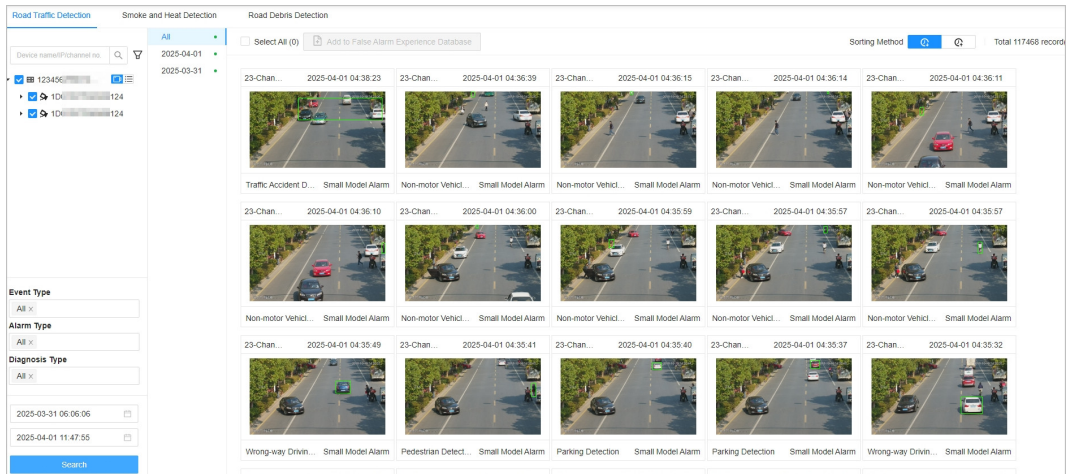 Road Traffic Detection Smoke and Heat Detection Road Debris Detection
Device name/IP/channel no.
123456
1D 124
1D 124
All
2025-04-01
2025-03-31
Select All (0) Add to False Alarm Experience Database Sorting Method Total 117468 record
23-Chan... 2025-04-01 04:38:23 23-Chan... 2025-04-01 04:36:39 23-Chan... 2025-04-01 04:36:15 23-Chan... 2025-04-01 04:36:14 23-Chan... 2025-04-01 04:36:11
Traffic Accident D... Small Model Alarm Non-motor Vehicl... Small Model Alarm Non-motor Vehicl... Small Model Alarm Non-motor Vehicl... Small Model Alarm Non-motor Vehicl... Small Model Alarm
23-Chan... 2025-04-01 04:36:10 23-Chan... 2025-04-01 04:36:00 23-Chan... 2025-04-01 04:35:59 23-Chan... 2025-04-01 04:35:57 23-Chan... 2025-04-01 04:35:57
Non-motor Vehicl... Small Model Alarm Non-motor Vehicl... Small Model Alarm Non-motor Vehicl... Small Model Alarm Non-motor Vehicl... Small Model Alarm Non-motor Vehicl... Small Model Alarm
23-Chan... 2025-04-01 04:35:49 23-Chan... 2025-04-01 04:35:41 23-Chan... 2025-04-01 04:35:40 23-Chan... 2025-04-01 04:35:37 23-Chan... 2025-04-01 04:35:32
Wrong-way Drivin... Small Model Alarm Pedestrian Detect... Small Model Alarm Parking Detection Small Model Alarm Parking Detection Small Model Alarm Wrong-way Drivin... Small Model Alarm
Event Type
All ×
Alarm Type
All ×
Diagnosis Type
All ×
2025-03-31 06:06:06
2025-04-01 11:47:55
Search